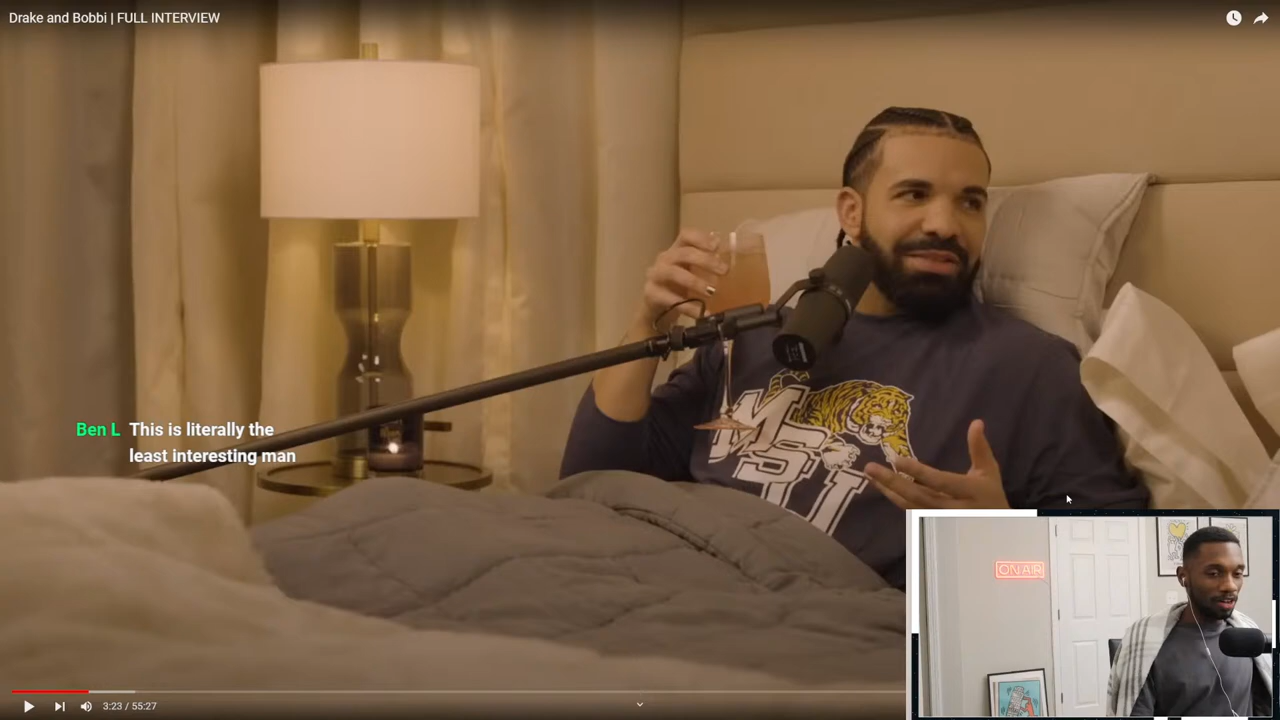 Drake and Bobbi | FULL INTERVIEW
Ben L This is literally the
least interesting man
MSJ
ON AIR
3:23 / 55:27